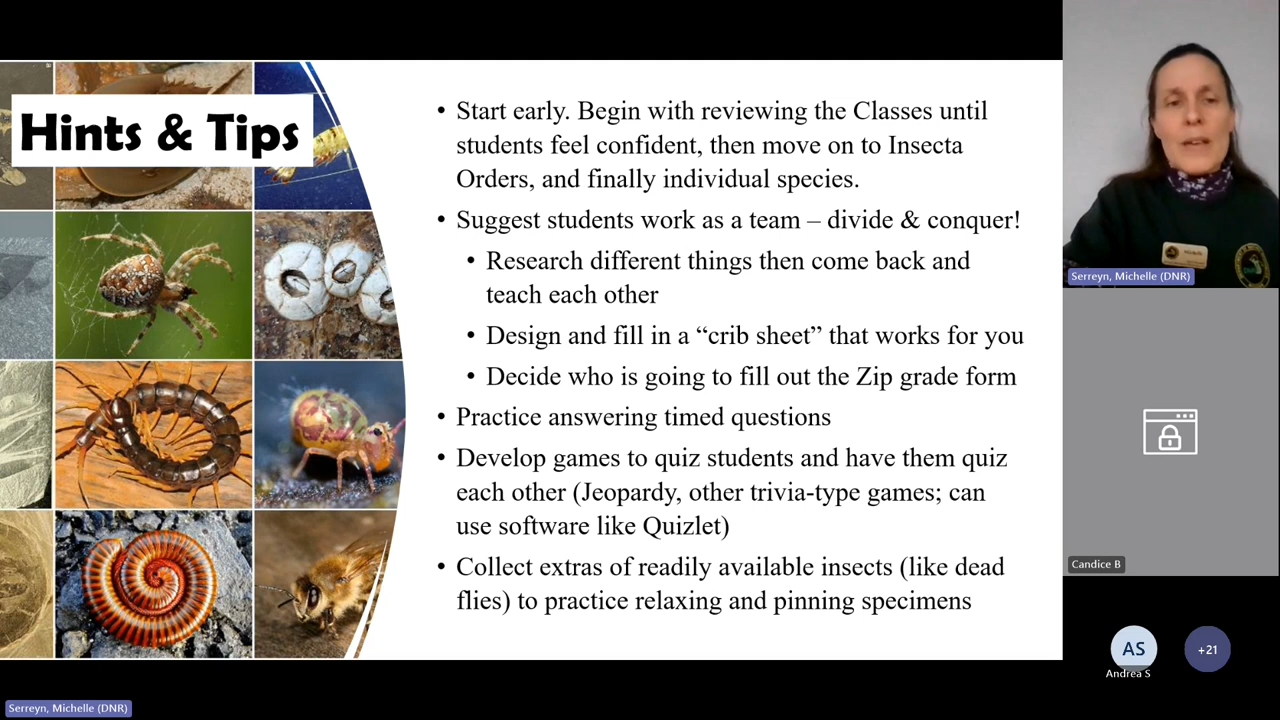 Hints & Tips
• Start early. Begin with reviewing the Classes until
students feel confident, then move on to Insecta
Orders, and finally individual species.
• Suggest students work as a team – divide & conquer!
• Research different things then come back and
teach each other
• Design and fill in a “crib sheet” that works for you
• Decide who is going to fill out the Zip grade form
• Practice answering timed questions
• Develop games to quiz students and have them quiz
each other (Jeopardy, other trivia-type games; can
use software like Quizlet)
• Collect extras of readily available insects (like dead
flies) to practice relaxing and pinning specimens
Serreyn, Michelle (DNR)
Candice B
AS
Andrea S
+21
Serreyn, Michelle (DNR)